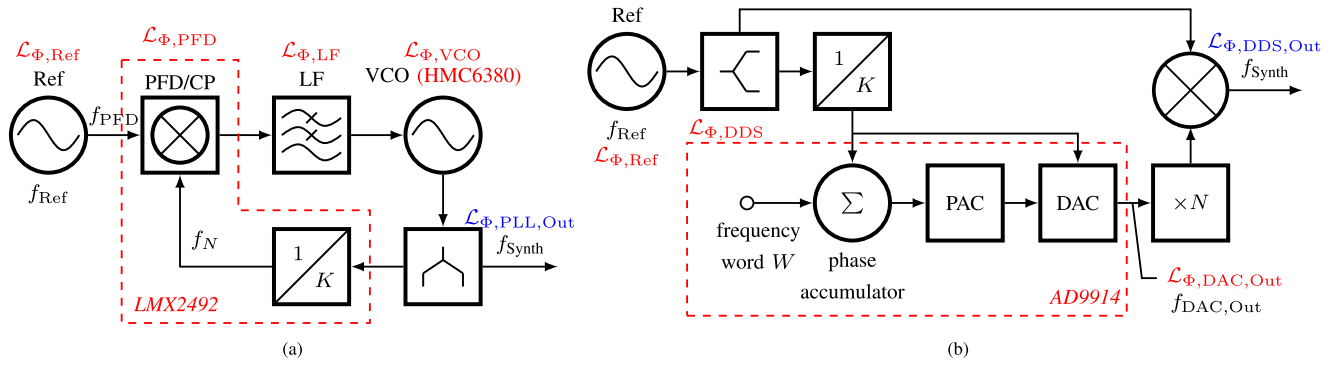 ℒΦ,Ref
Ref
fRef
fPFD
ℒΦ,PFD
PFD/CP
ℒΦ,LF
LF
ℒΦ,VCO
VCO (HMC6380)
ℒΦ,PLL,Out
fSynth
fN
1
K
LMX2492
(a)
Ref
fRef
ℒΦ,Ref
1
K
ℒΦ,DDS
frequency
word W
Σ
phase
accumulator
PAC
DAC
×N
AD9914
ℒΦ,DAC,Out
fDAC,Out
ℒΦ,DDS,Out
fSynth
(b)